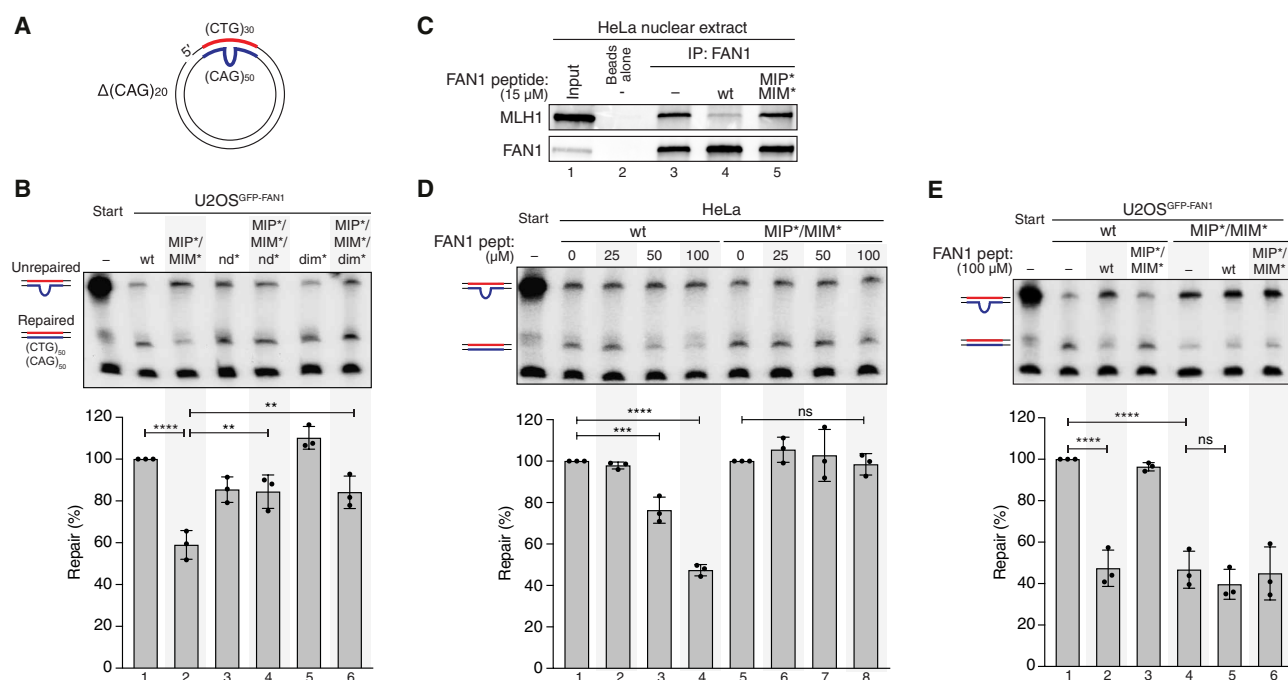 A
(CTG)30
5'
(CAG)50
Δ(CAG)20
B
U2OSGFP-FAN1
Start
– wt MIP*/ MIM* nd* MIP*/ MIM*/ nd* dim* MIP*/ MIM*/ dim*
Unrepaired
Repaired
(CTG)50
(CAG)50
** 
**** **
Repair (%)
120
100
80
60
40
20
0
1 2 3 4 5 6
C
HeLa nuclear extract
Input
Beads alone
IP: FAN1
FAN1 peptide:
(15 µM)
- – wt MIP* MIM*
MLH1
FAN1
1 2 3 4 5
D
HeLa
Start
wt MIP*/MIM*
FAN1 pept:
(µM)
– 0 25 50 100 0 25 50 100
**** ns
***
Repair (%)
120
100
80
60
40
20
0
1 2 3 4 5 6 7 8
E
U2OSGFP-FAN1
Start
wt MIP*/MIM*
FAN1 pept:
(100 µM)
– – wt MIP*/ MIM* – wt MIP*/ MIM*
****
**** ns
Repair (%)
120
100
80
60
40
20
0
1 2 3 4 5 6